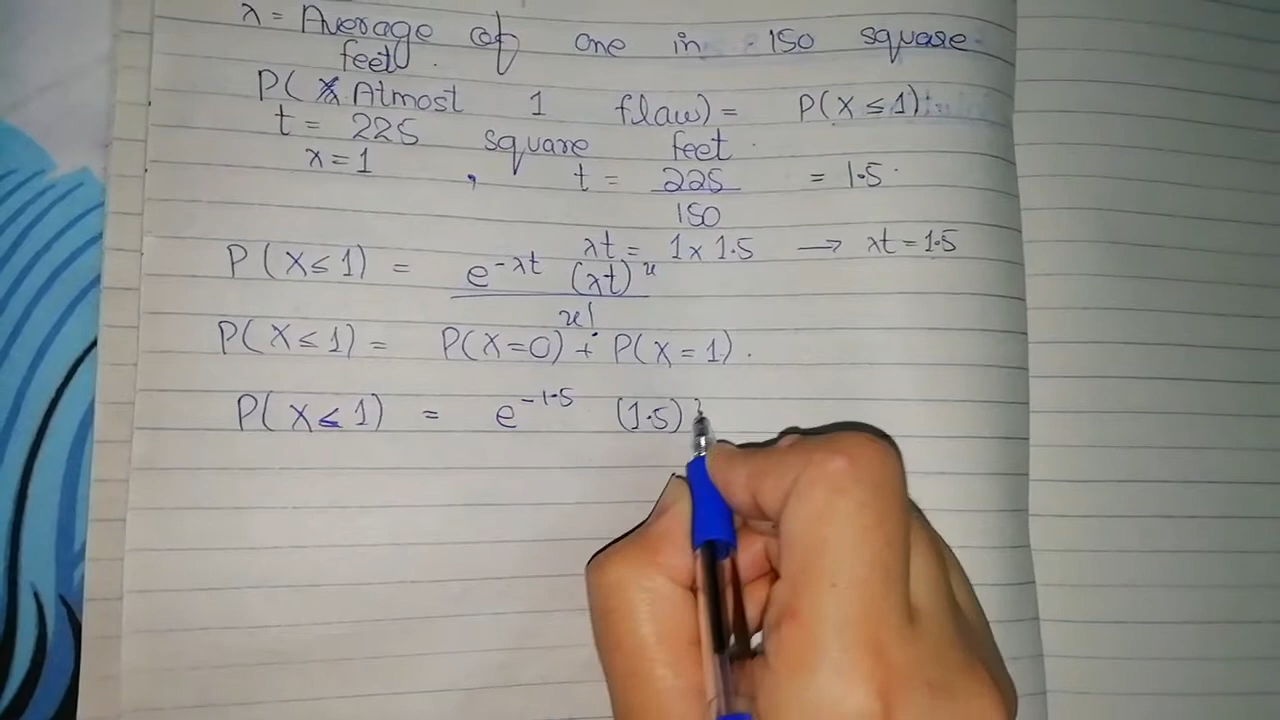 λ = Average of one in 150 square
feet.
P( Atmost 1 flaw) = P(X ≤ 1)
t = 225 square feet
x = 1 , t = 225/150 = 1.5
λt = 1 x 1.5 → λt = 1.5
P(X ≤ 1) = e^-λt (λt)^x / x!
P(X ≤ 1) = P(X = 0) + P(X = 1).
P(X ≤ 1) = e^-1.5 (1.5)